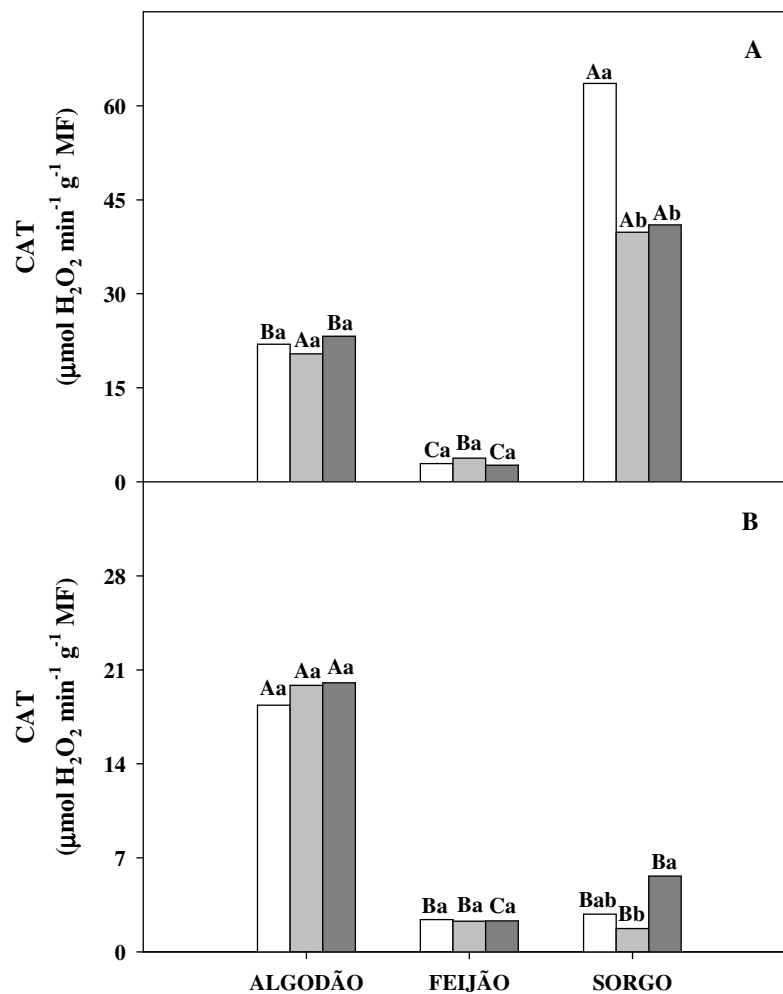 A
CAT
(μmol H₂O₂ min⁻¹ g⁻¹ MF)
60
45
30
15
0
Ba
Aa
Ba
Ca
Ba
Ca
Aa
Ab
Ab
B
CAT
(μmol H₂O₂ min⁻¹ g⁻¹ MF)
28
21
14
7
0
Aa
Aa
Aa
Ba
Ba
Ca
Bab
Bb
Ba
ALGODÃO
FEIJÃO
SORGO